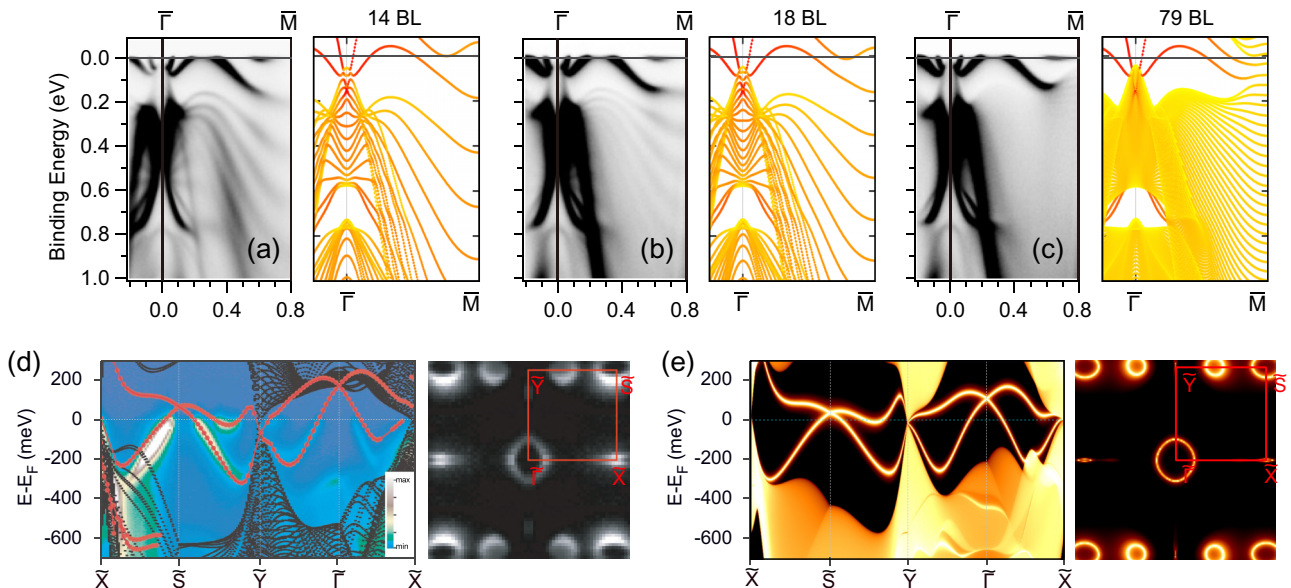 Γ̅ M̅ 14 BL Γ̅ M̅ 18 BL Γ̅ M̅ 79 BL
Binding Energy (eV)
0.0
0.2
0.4
0.6
0.8
1.0
(a) (b) (c)
0.0 0.4 0.8 Γ̅ M̅ 0.0 0.4 0.8 Γ̅ M̅ 0.0 0.4 0.8 Γ̅ M̅
(d)
E-E_F (meV)
200
0
-200
-400
-600
-max
-min
X̃ S̃ Ỹ Γ̃ X̃
Ỹ S̃
Γ̃ X̃
(e)
E-E_F (meV)
200
0
-200
-400
-600
X̃ S̃ Ỹ Γ̃ X̃
Ỹ S̃
Γ̃ X̃